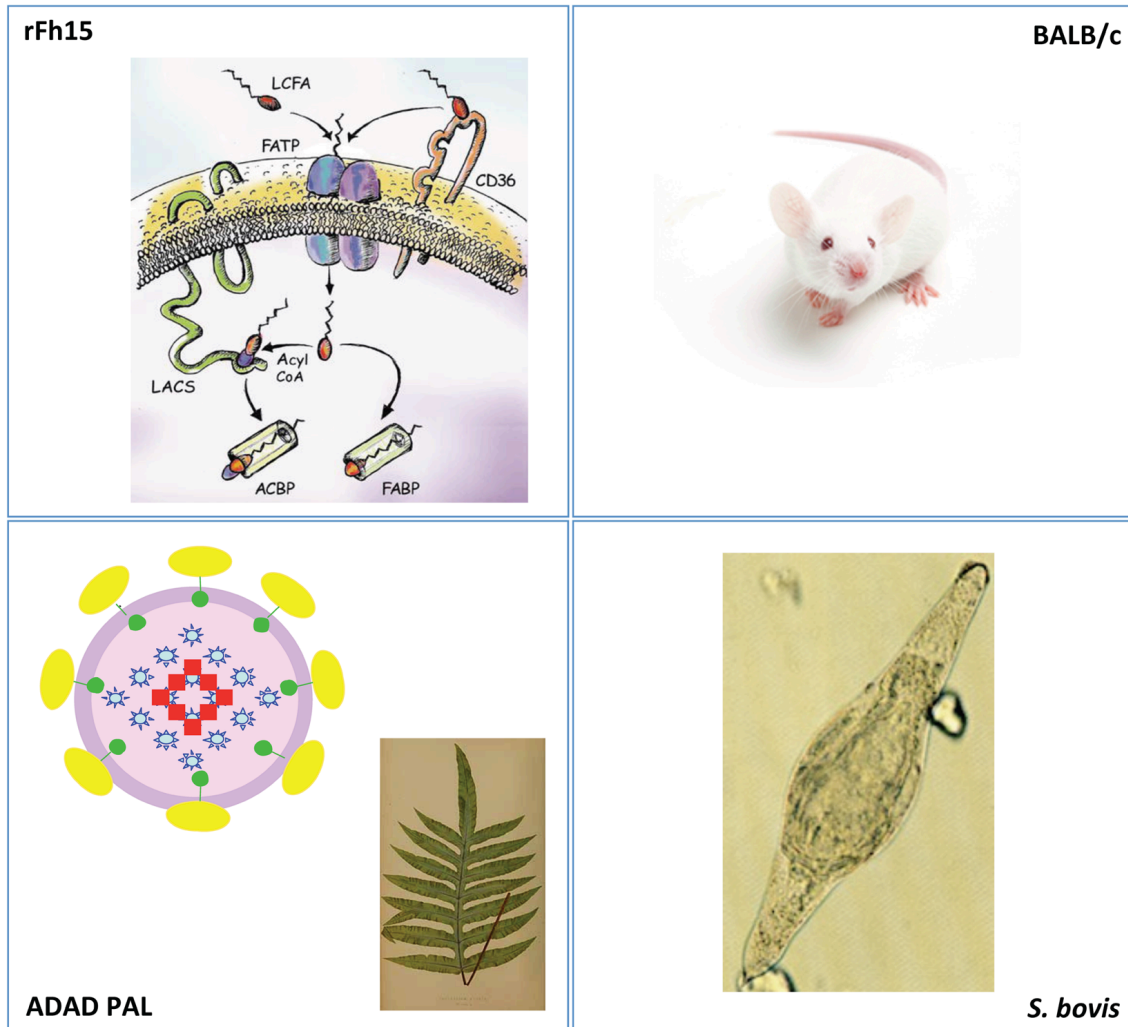 rFh15
BALB/c
LCFA
FATP
CD36
LACS
Acyl
CoA
ACBP
FABP
ADAD PAL
S. bovis